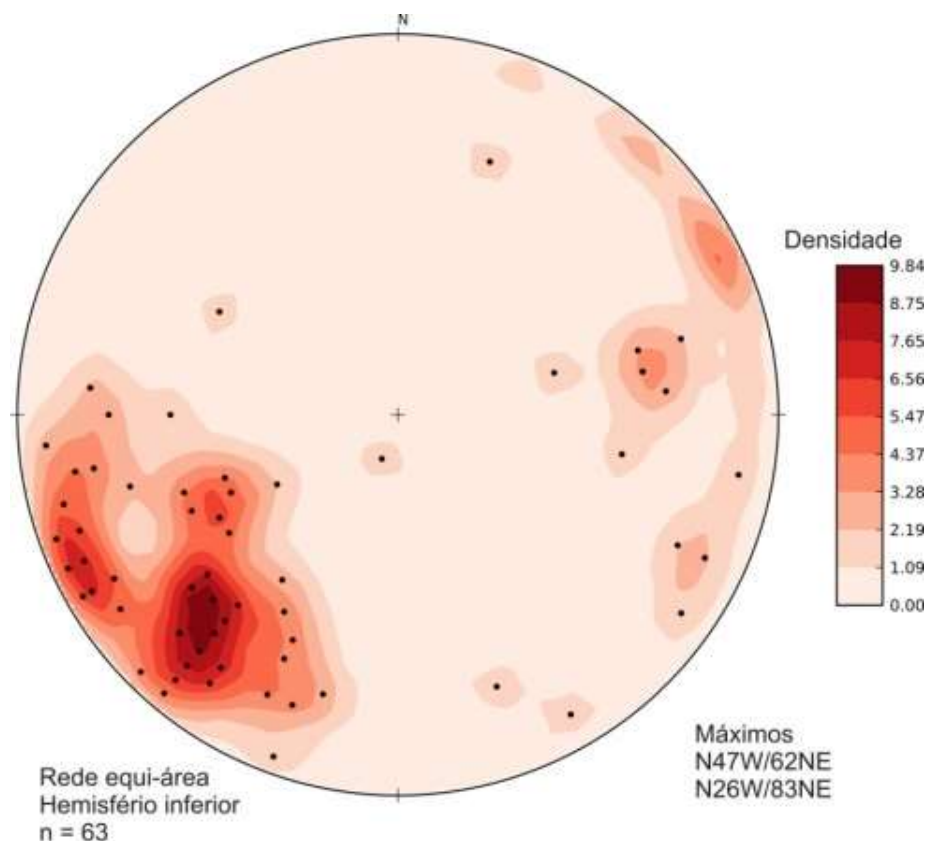 N
Densidade
9.84
8.75
7.65
6.56
5.47
4.37
3.28
2.19
1.09
0.00
Máximos
N47W/62NE
N26W/83NE
Rede equi-área
Hemisfério inferior
n = 63